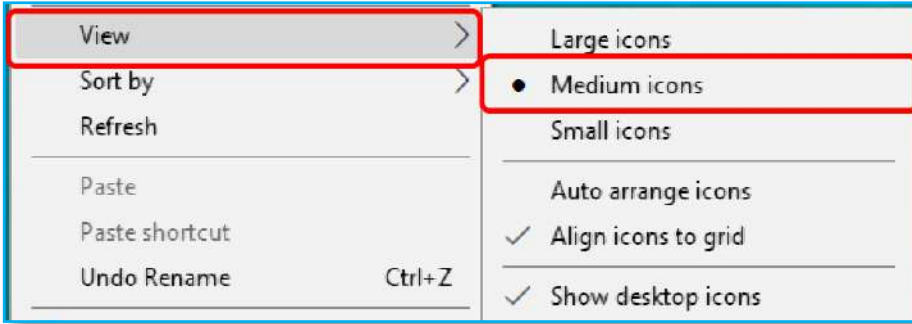 View
Sort by
Refresh
Paste
Paste shortcut
Undo Rename Ctrl+Z
Large icons
Medium icons
Small icons
Auto arrange icons
Align icons to grid
Show desktop icons